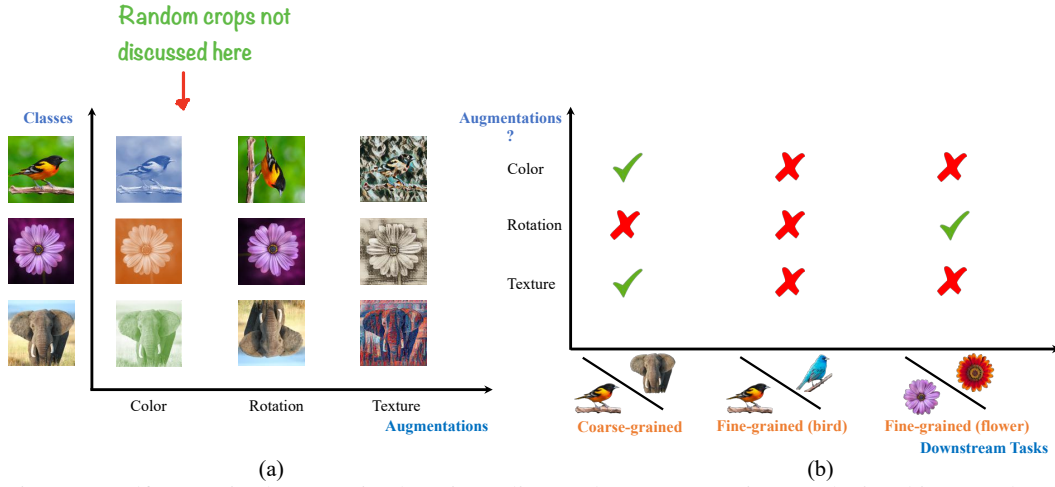 Random crops not
discussed here
Classes
Color
Rotation
Texture
Augmentations
(a)
Augmentations
?
Color
Rotation
Texture
Coarse-grained
Fine-grained (bird)
Fine-grained (flower)
Downstream Tasks
(b)